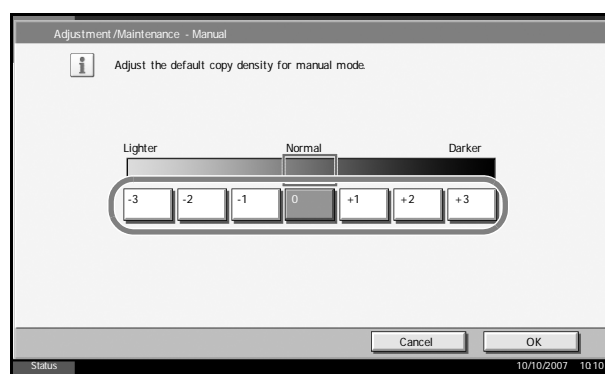 Adjustment/Maintenance - Manual
Adjust the default copy density for manual mode.
Lighter Normal Darker
-3 -2 -1 0 +1 +2 +3
Cancel OK
Status 10/10/2007 10:10